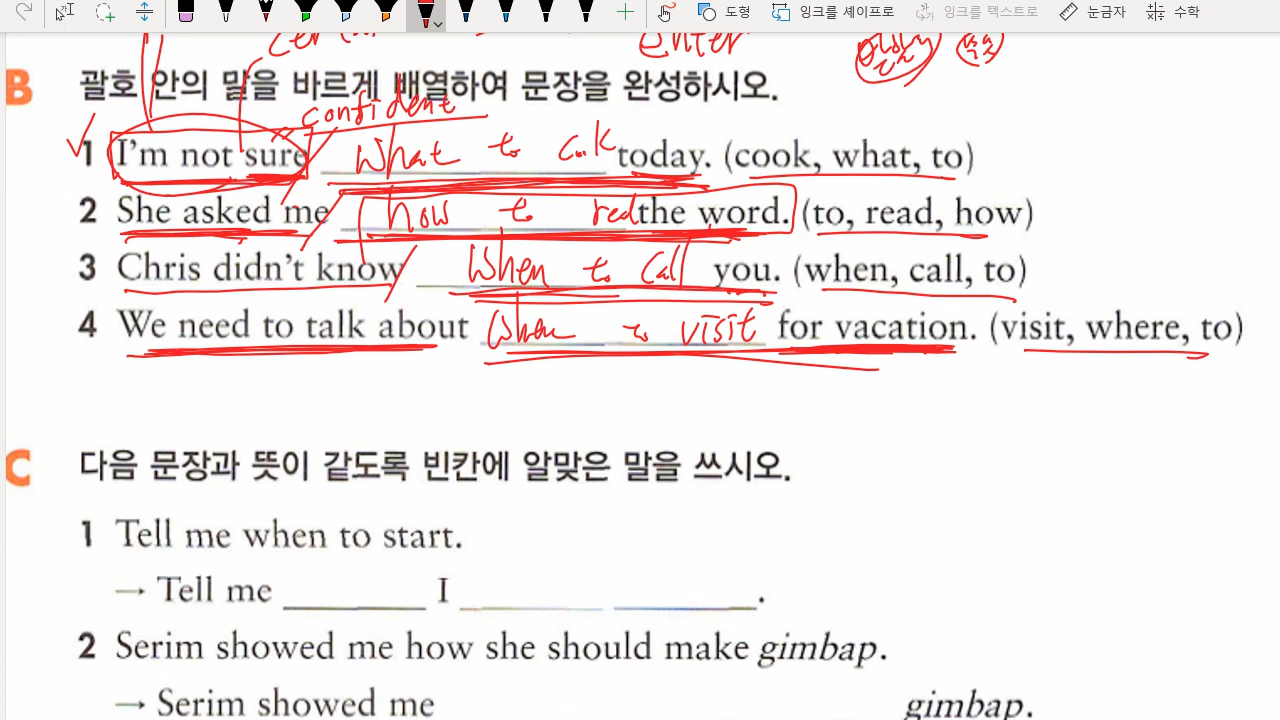 도형 잉크를 셰이프로 잉크를 텍스트로 눈금자 수학
enter
B 괄호 안의 말을 바르게 배열하여 문장을 완성하시오.
confident
1 I'm not sure what to cook today. (cook, what, to)
2 She asked me how to red the word. (to, read, how)
3 Chris didn't know when to call you. (when, call, to)
4 We need to talk about to visit for vacation. (visit, where, to)
C 다음 문장과 뜻이 같도록 빈칸에 알맞은 말을 쓰시오.
1 Tell me when to start.
→ Tell me ______ I ______ ______.
2 Serim showed me how she should make gimbap.
→ Serim showed me gimbap.